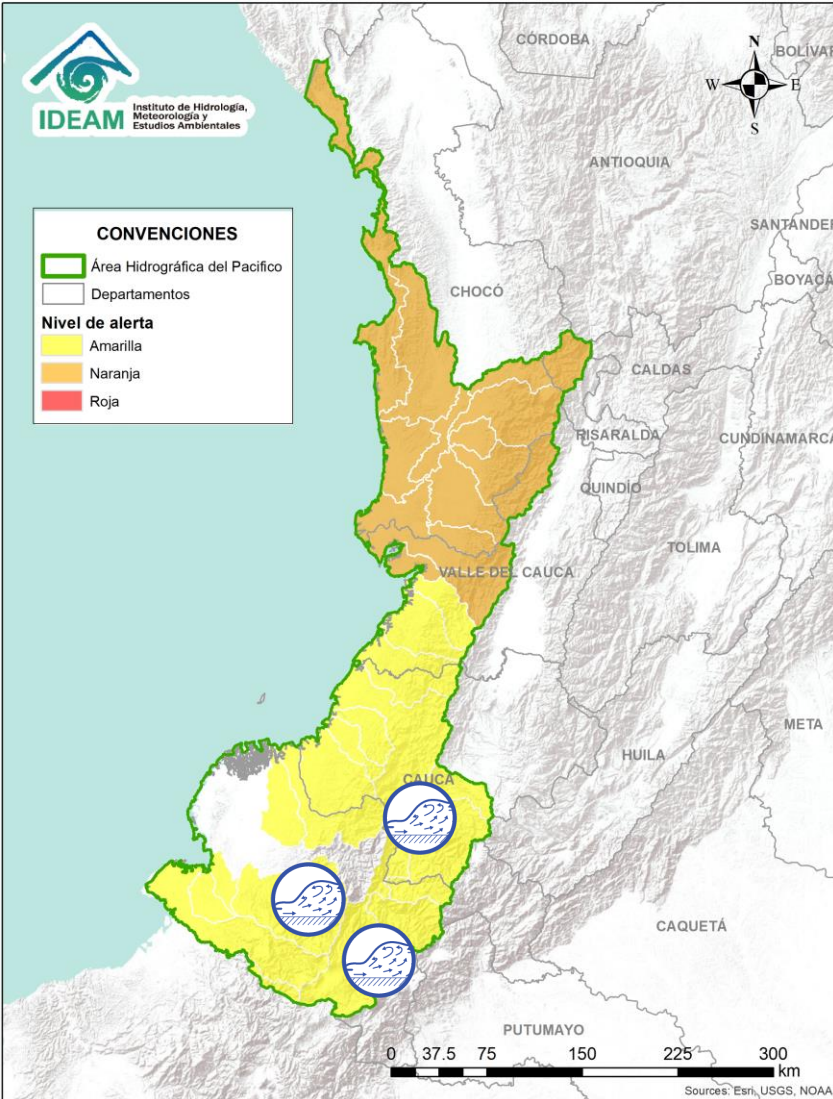 IDEAM
Instituto de Hidrología,
Meteorología y
Estudios Ambientales
N
W
E
S
CÓRDOBA
BOLÍVAR
ANTIOQUIA
SANTANDER
BOYACÁ
CHOCÓ
CALDAS
RISARALDA
CUNDINAMARCA
QUINDÍO
TOLIMA
VALLE DEL CAUCA
META
HUILA
CAUCA
CAQUETÁ
PUTUMAYO
CONVENCIONES
Área Hidrográfica del Pacifico
Departamentos
Nivel de alerta
Amarilla
Naranja
Roja
0 37.5 75 150 225 300
km
Sources: Esri, USGS, NOAA